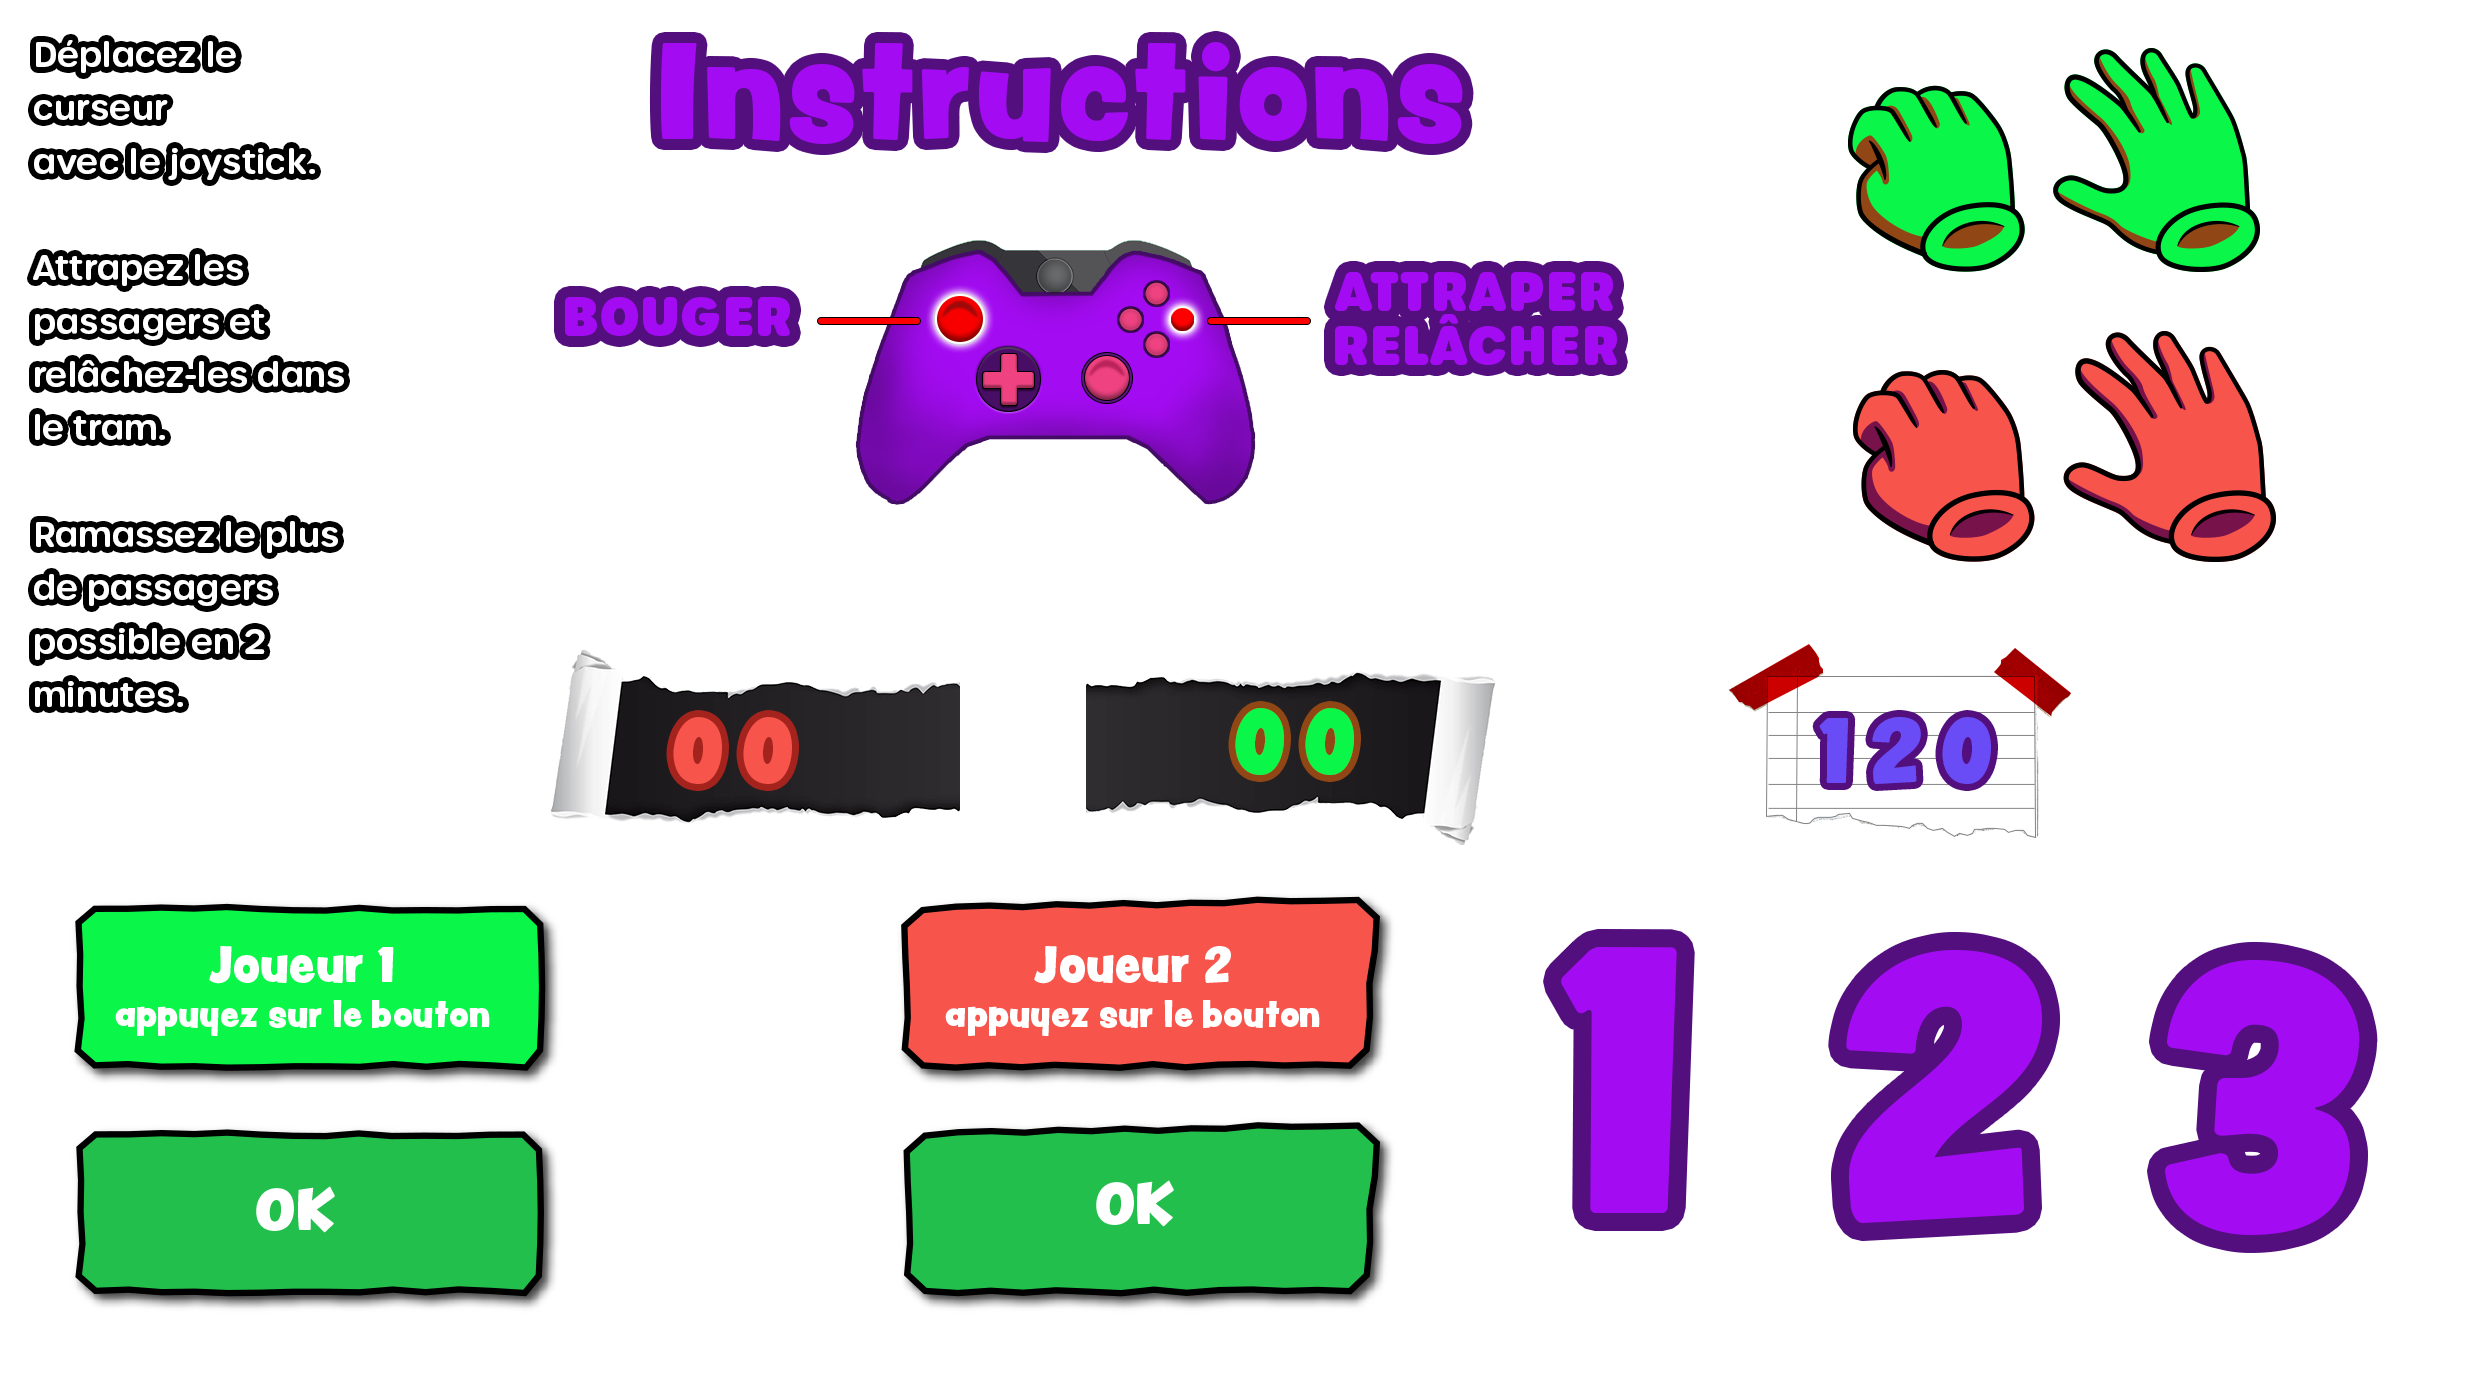 Déplacez le
curseur
avec le joystick.
Attrapez les
passagers et
relâchez-les dans
le tram.
Ramassez le plus
de passagers
possible en 2
minutes.
Instructions
BOUGER
ATTRAPER
RELÂCHER
00
00
120
Joueur 1
appuyez sur le bouton
Joueur 2
appuyez sur le bouton
OK
OK
1 2 3